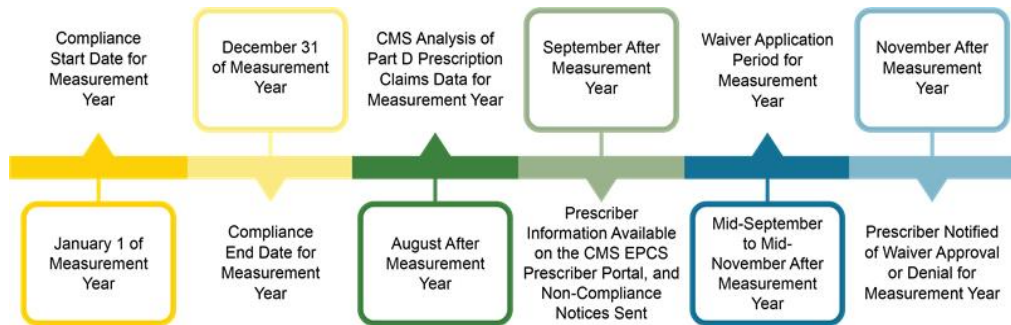 Compliance
Start Date for
Measurement
Year
January 1 of
Measurement
Year
December 31
of Measurement
Year
Compliance
End Date for
Measurement
Year
CMS Analysis of
Part D Prescription
Claims Data for
Measurement Year
August After
Measurement Year
September After
Measurement
Year
Prescriber
Information Available
on the CMS EPCS
Prescriber Portal, and
Non-Compliance
Notices Sent
Waiver Application
Period for
Measurement
Year
Mid-September
to Mid-
November After
Measurement
Year
November After
Measurement
Year
Prescriber Notified
of Waiver Approval
or Denial for
Measurement Year